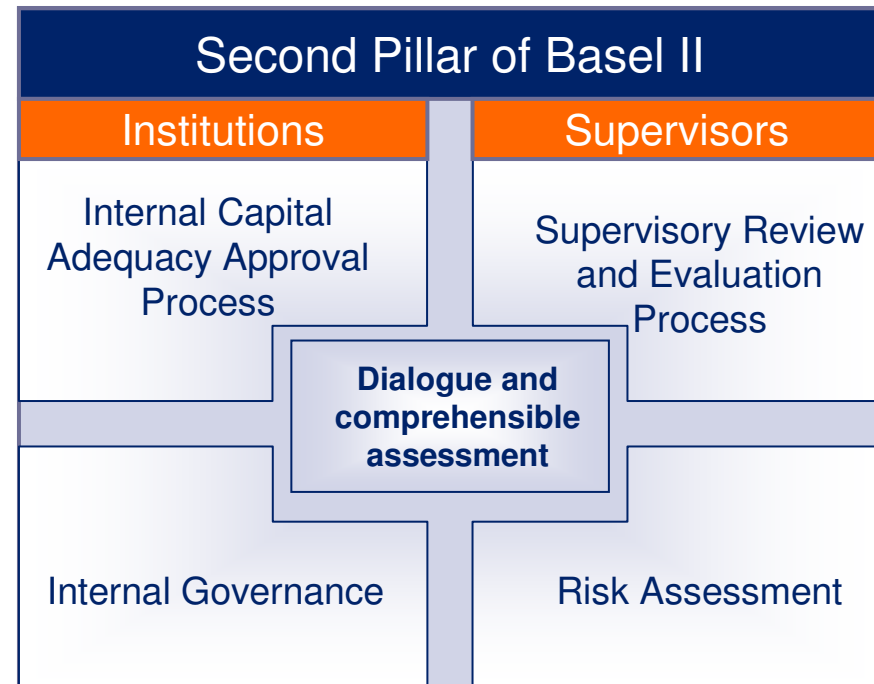 Second Pillar of Basel II
Institutions
Supervisors
Internal Capital
Adequacy Approval
Process
Supervisory Review
and Evaluation
Process
Dialogue and
comprehensible
assessment
Internal Governance
Risk Assessment